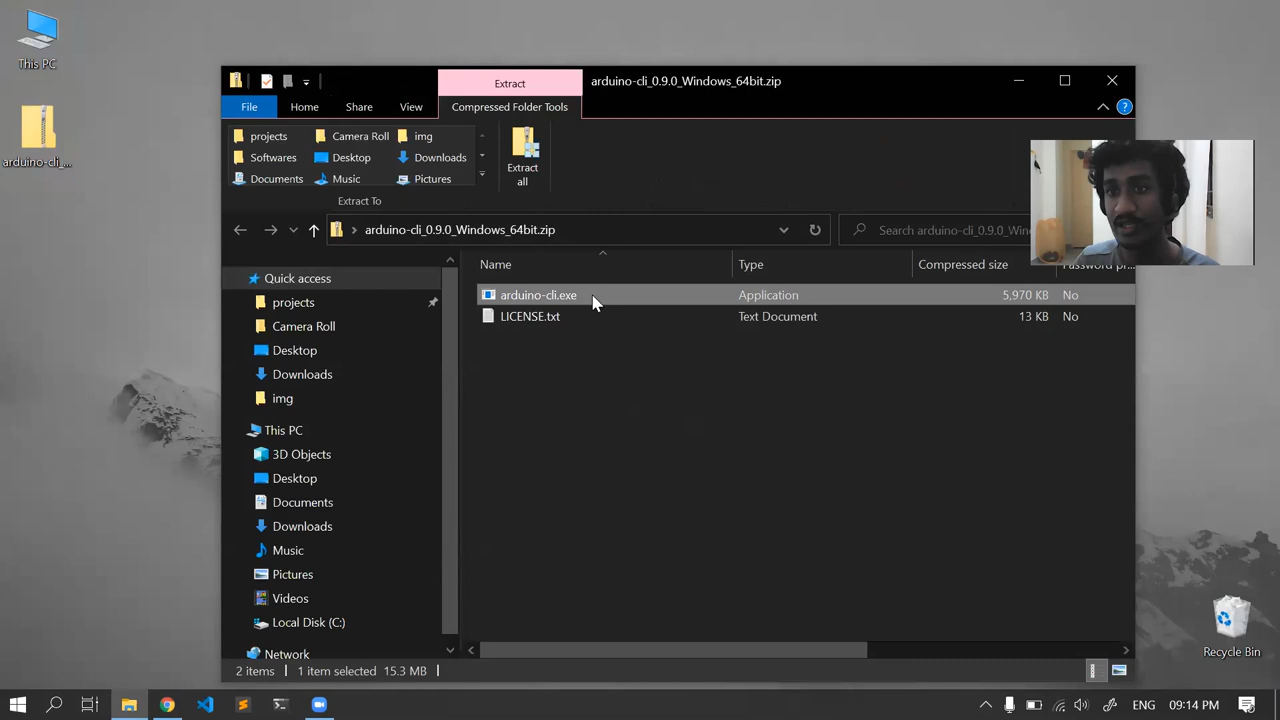 This PC
arduino-cli_...
Extract
arduino-cli_0.9.0_Windows_64bit.zip
File
Home
Share
View
Compressed Folder Tools
projects
Camera Roll
img
Softwares
Desktop
Downloads
Documents
Music
Pictures
Extract all
Extract To
arduino-cli_0.9.0_Windows_64bit.zip
Search arduino-cli_0.9.0_Win
Name
Type
Compressed size
Password pr...
arduino-cli.exe
Application
5,970 KB
No
LICENSE.txt
Text Document
13 KB
No
Quick access
projects
Camera Roll
Desktop
Downloads
img
This PC
3D Objects
Desktop
Documents
Downloads
Music
Pictures
Videos
Local Disk (C:)
Network
2 items
1 item selected 15.3 MB
Recycle Bin
ENG
09:14 PM